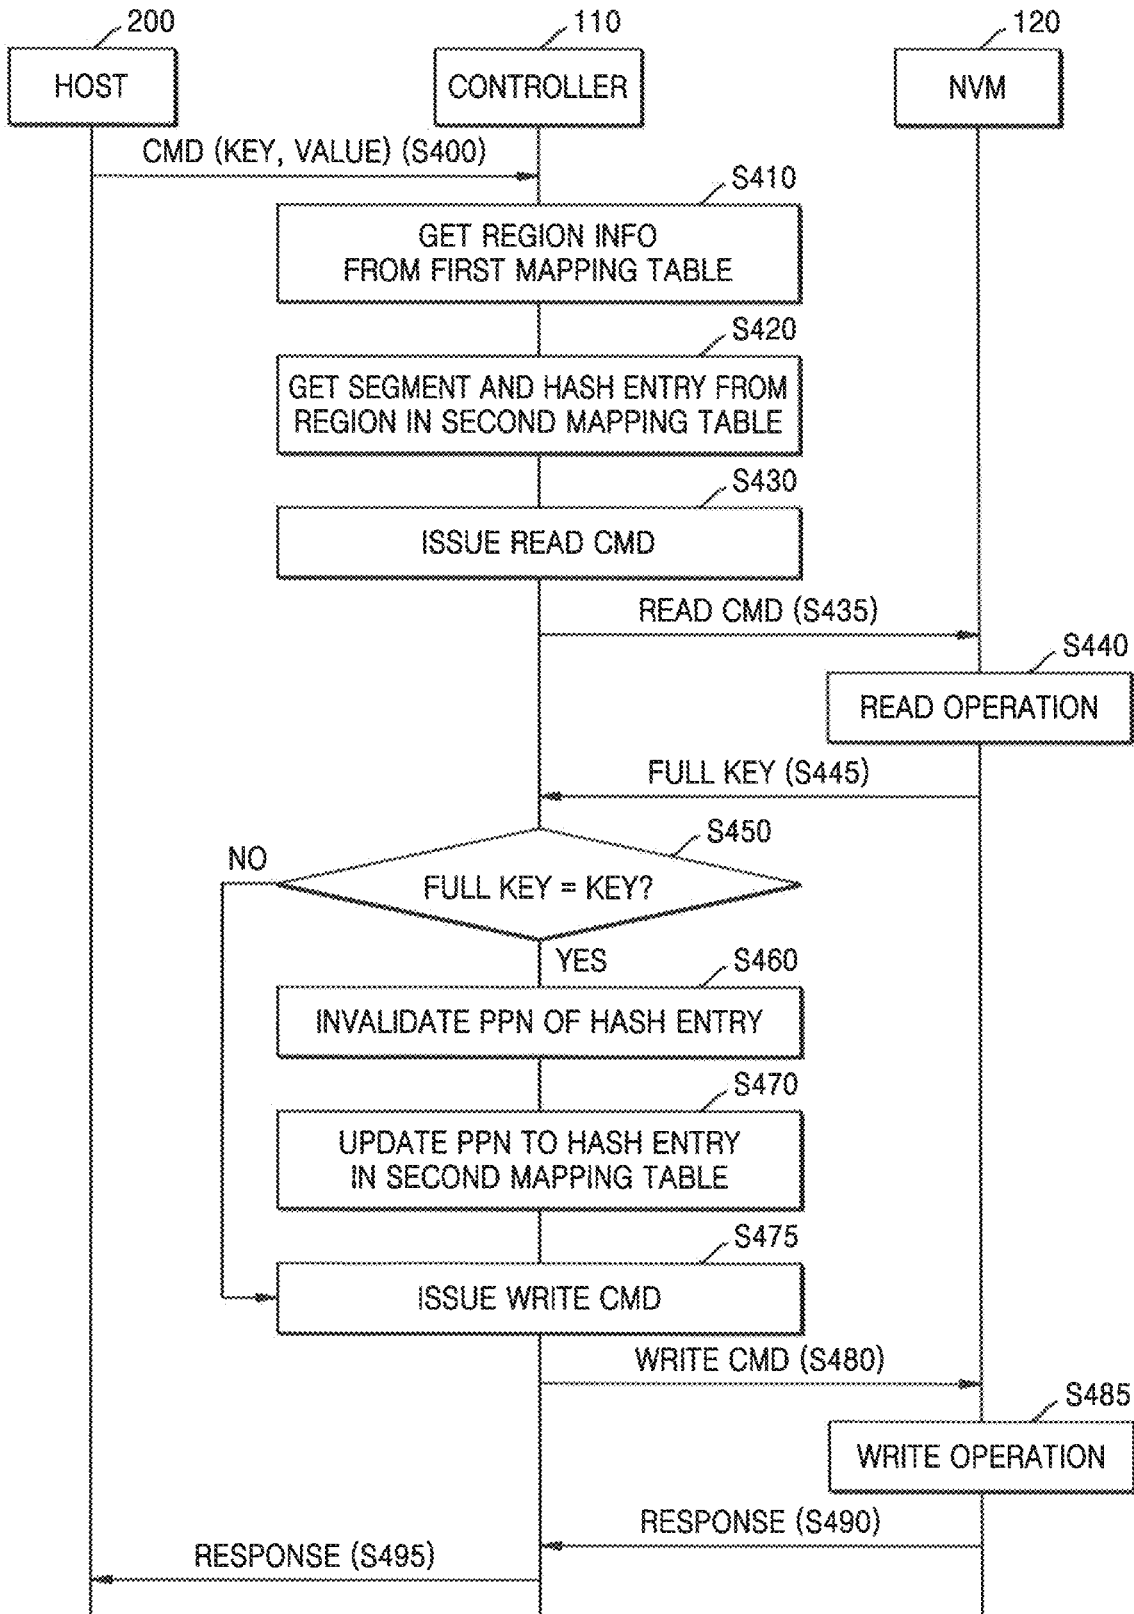 200
110
120
HOST
CONTROLLER
NVM
CMD (KEY, VALUE) (S400)
S410
GET REGION INFO
FROM FIRST MAPPING TABLE
S420
GET SEGMENT AND HASH ENTRY FROM
REGION IN SECOND MAPPING TABLE
S430
ISSUE READ CMD
READ CMD (S435)
S440
READ OPERATION
FULL KEY (S445)
S450
NO
FULL KEY = KEY?
YES
S460
INVALIDATE PPN OF HASH ENTRY
S470
UPDATE PPN TO HASH ENTRY
IN SECOND MAPPING TABLE
S475
ISSUE WRITE CMD
WRITE CMD (S480)
S485
WRITE OPERATION
RESPONSE (S490)
RESPONSE (S495)